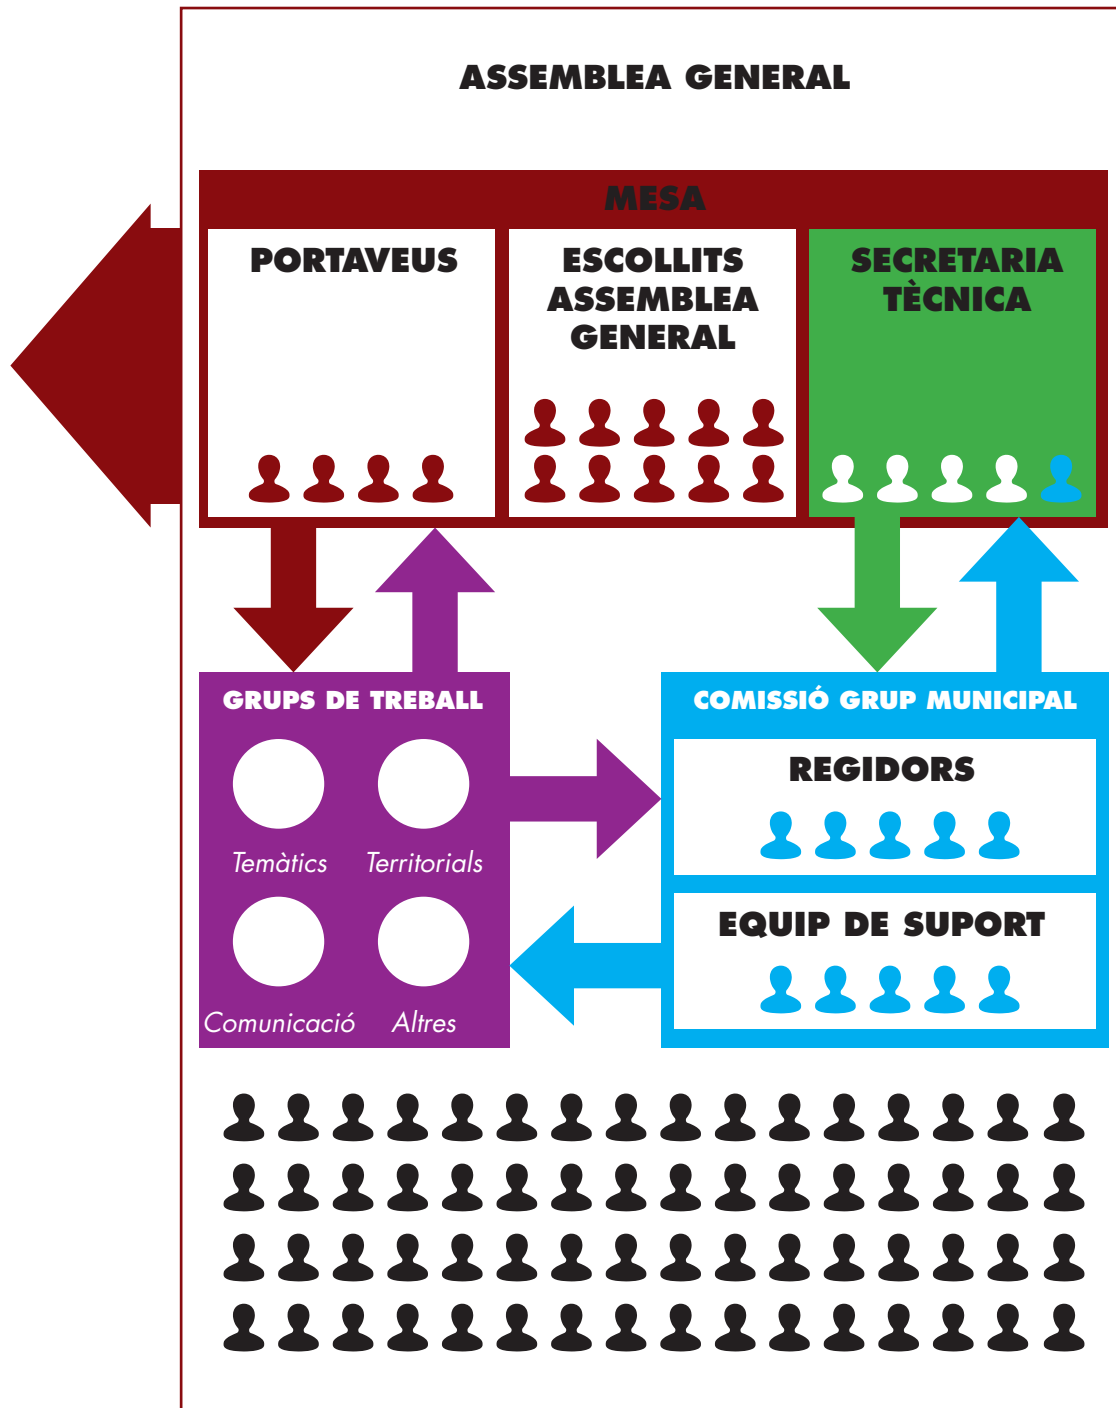 ASSEMBLEA GENERAL
MESA
PORTAVEUS
ESCOLLITS
ASSEMBLEA
GENERAL
SECRETARIA
TÈCNICA
GRUPS DE TREBALL
Temàtics
Territorials
Comunicació
Altres
COMISSIÓ GRUP MUNICIPAL
REGIDORS
EQUIP DE SUPORT